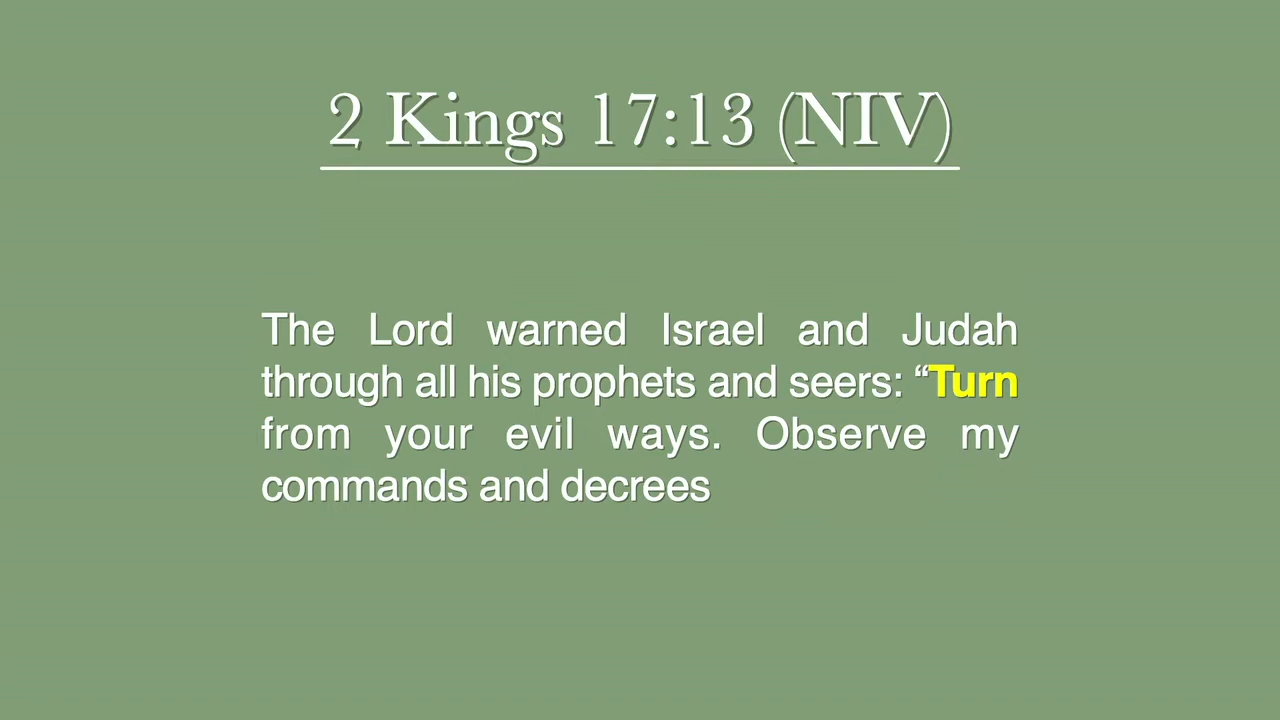 2 Kings 17:13 (NIV)
The Lord warned Israel and Judah
through all his prophets and seers: “Turn
from your evil ways. Observe my
commands and decrees